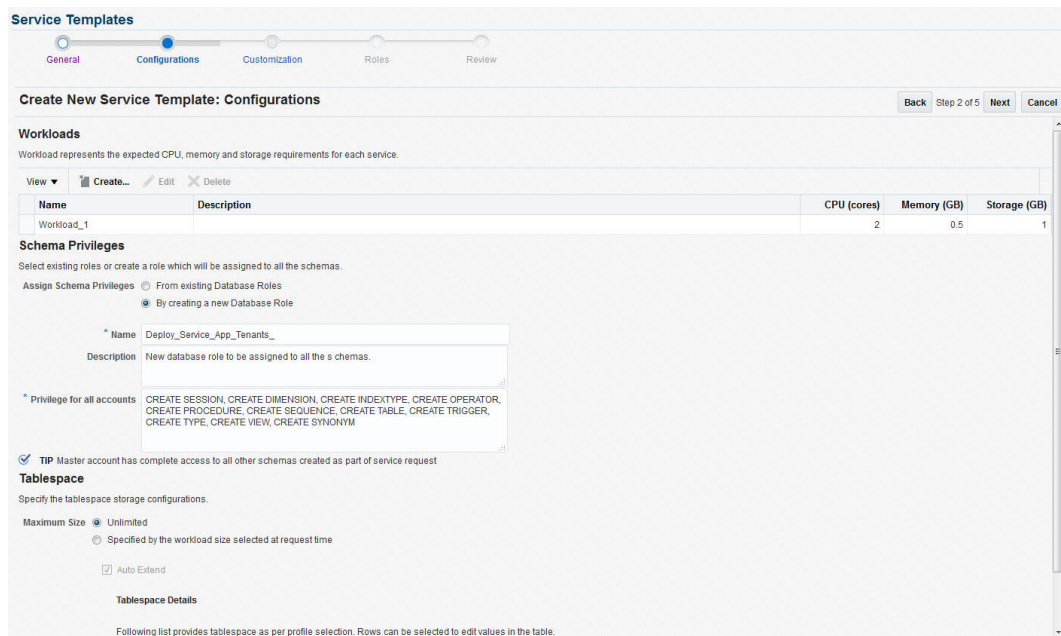 Service Templates
General Configurations Customization Roles Review
Create New Service Template: Configurations Back Step 2 of 5 Next Cancel
Workloads
Workload represents the expected CPU, memory and storage requirements for each service.
View Create... Edit Delete
Name Description CPU (cores) Memory (GB) Storage (GB)
Workload_1 2 0.5 1
Schema Privileges
Select existing roles or create a role which will be assigned to all the schemas.
Assign Schema Privileges From existing Database Roles
By creating a new Database Role
* Name Deploy_Service_App_Tenants_
Description New database role to be assigned to all the s chemas.
* Privilege for all accounts CREATE SESSION, CREATE DIMENSION, CREATE INDEXTYPE, CREATE OPERATOR,
CREATE PROCEDURE, CREATE SEQUENCE, CREATE TABLE, CREATE TRIGGER,
CREATE TYPE, CREATE VIEW, CREATE SYNONYM
TIP Master account has complete access to all other schemas created as part of service request
Tablespace
Specify the tablespace storage configurations.
Maximum Size Unlimited
Specified by the workload size selected at request time
Auto Extend
Tablespace Details
Following list provides tablespace as per profile selection. Rows can be selected to edit values in the table.